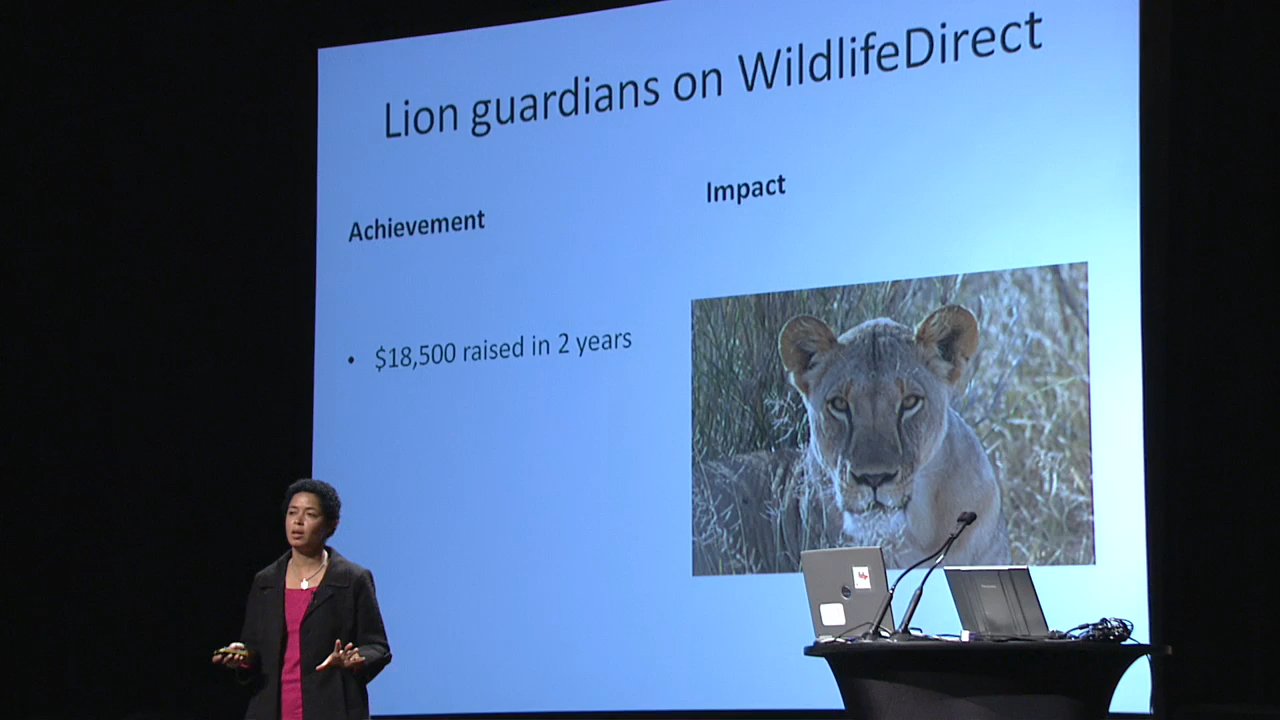 Lion guardians on WildlifeDirect
Achievement
• $18,500 raised in 2 years
Impact